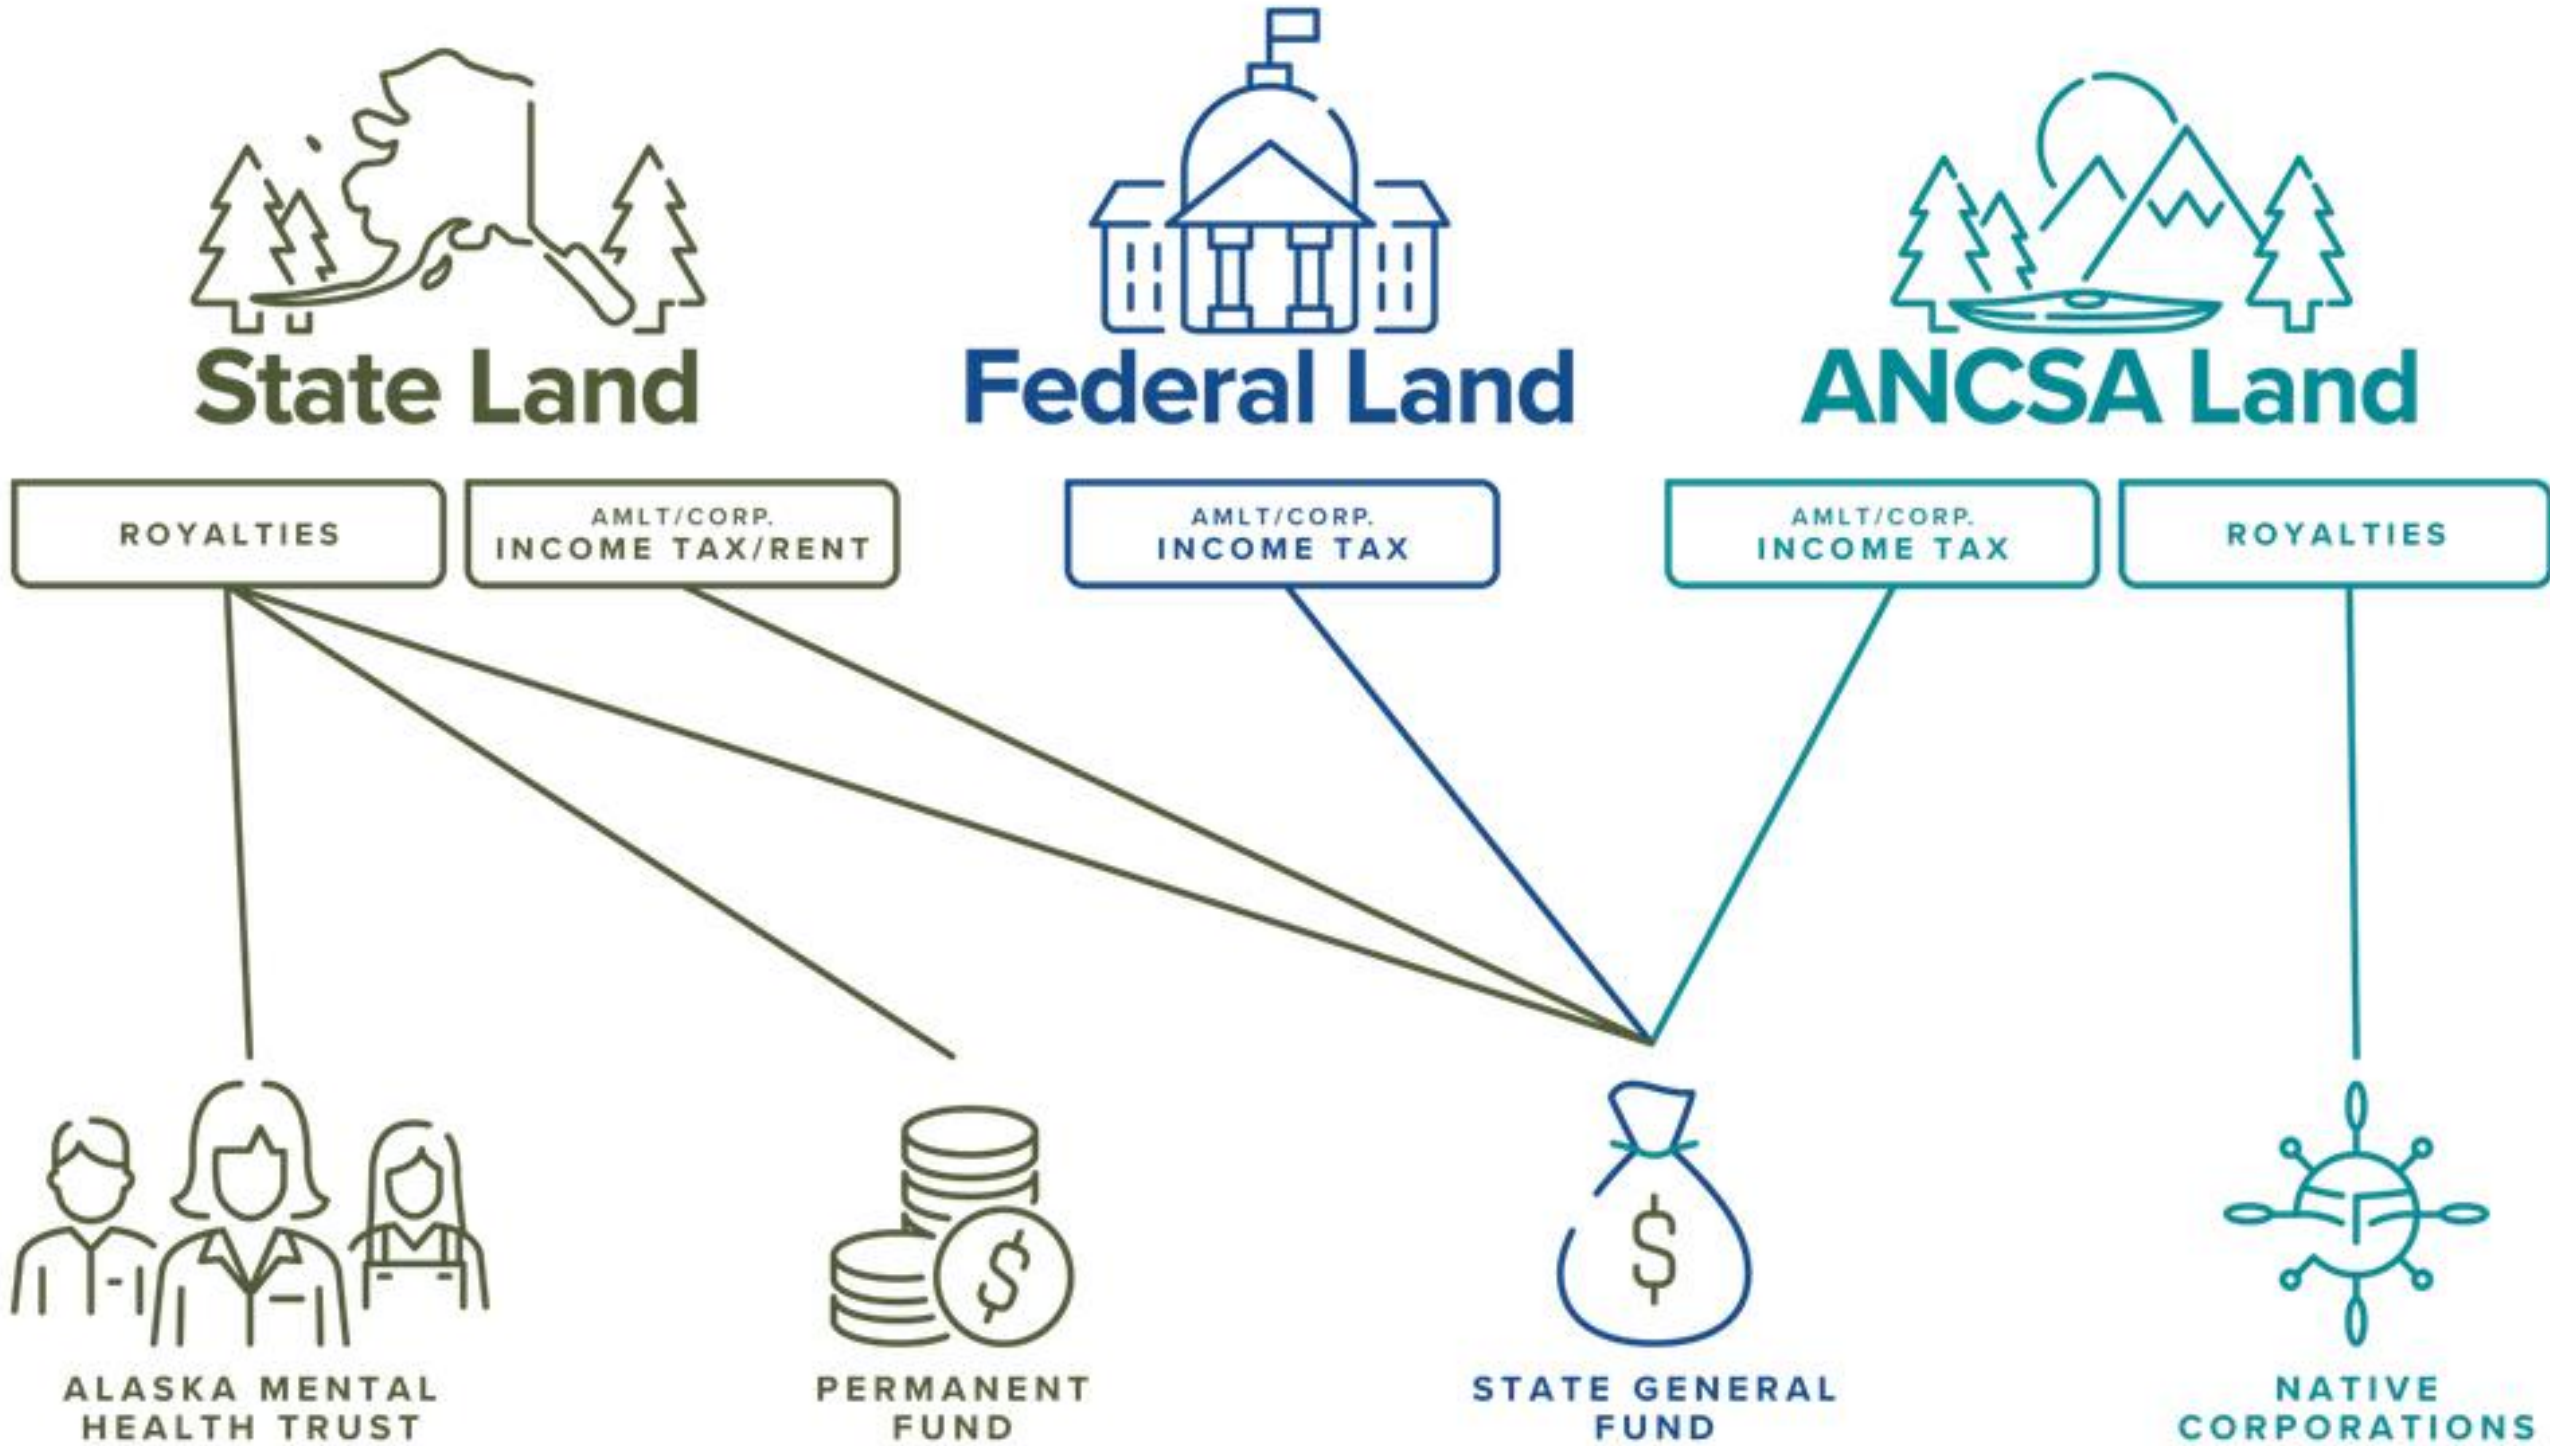 State Land
Federal Land
ANCSA Land
ROYALTIES
AMLT/CORP.
INCOME TAX/RENT
AMLT/CORP.
INCOME TAX
AMLT/CORP.
INCOME TAX
ROYALTIES
$
$
ALASKA MENTAL
HEALTH TRUST
PERMANENT
FUND
STATE GENERAL
FUND
NATIVE
CORPORATIONS